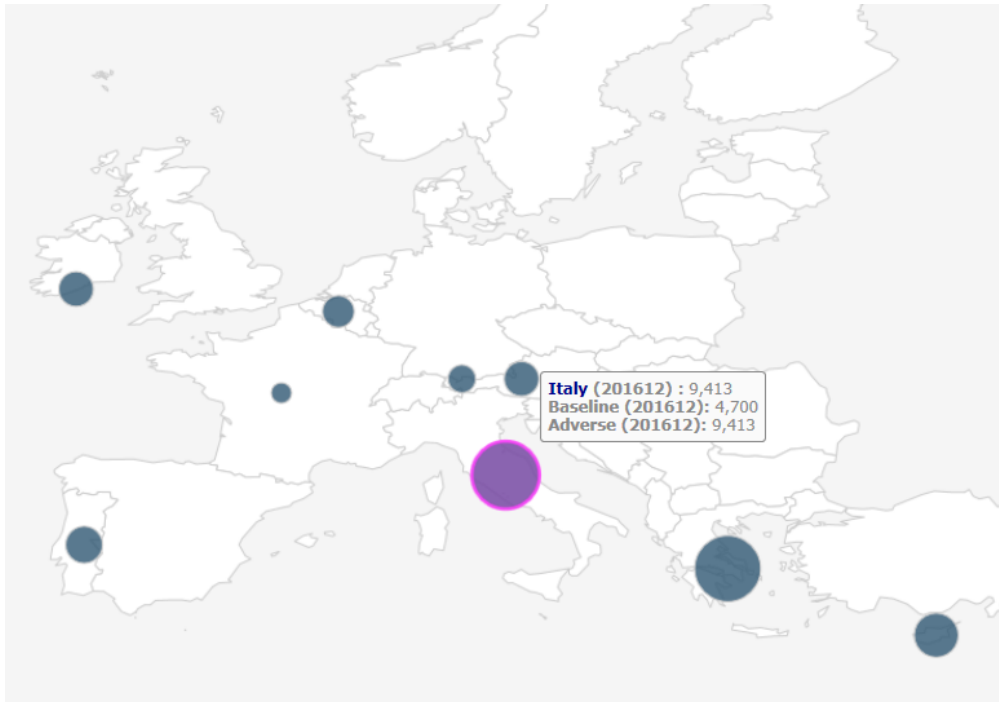 Italy (201612) : 9,413
Baseline (201612): 4,700
Adverse (201612): 9,413